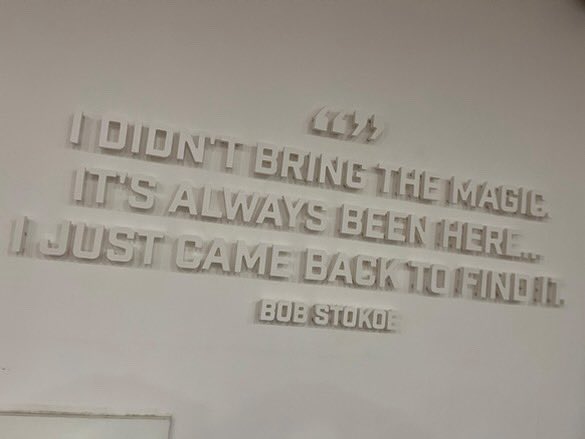 “”
I DIDN'T BRING THE MAGIC.
IT'S ALWAYS BEEN HERE...
I JUST CAME BACK TO FIND IT.
BOB STOKOE